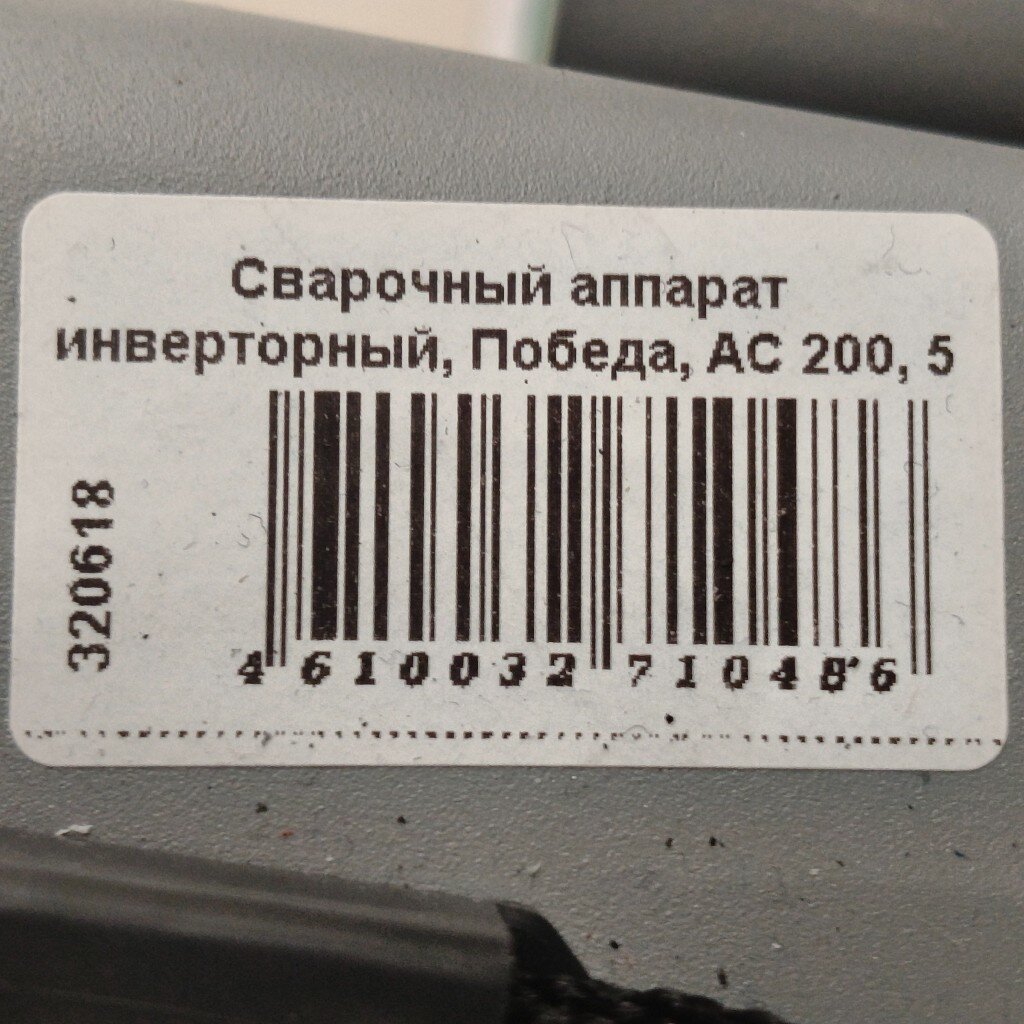 Сварочный аппарат
инверторный, Победа, АС 200, 5
320618
4 610032 710486